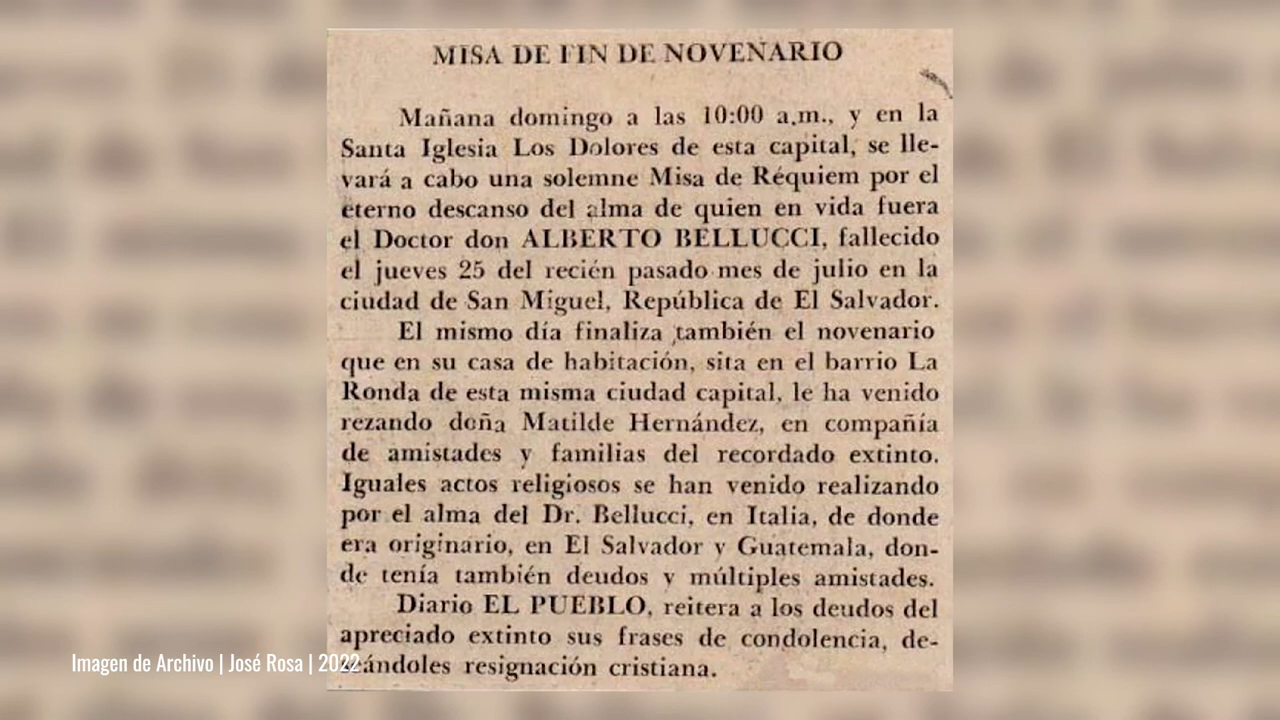 MISA DE FIN DE NOVENARIO
Mañana domingo a las 10:00 a.m., y en la
Santa Iglesia Los Dolores de esta capital, se lle-
vará a cabo una solemne Misa de Réquiem por el
eterno descanso del alma de quien en vida fuera
el Doctor don ALBERTO BELLUCCI, fallecido
el jueves 25 del recién pasado mes de julio en la
ciudad de San Miguel, República de El Salvador.
El mismo día finaliza también el novenario
que en su casa de habitación, sita en el barrio La
Ronda de esta misma ciudad capital, le ha venido
rezando doña Matilde Hernández, en compañía
de amistades y familias del recordado extinto.
Iguales actos religiosos se han venido realizando
por el alma del Dr. Bellucci, en Italia, de donde
era originario, en El Salvador y Guatemala, don-
de tenía también deudos y múltiples amistades.
Diario EL PUEBLO, reitera a los deudos del
apreciado extinto sus frases de condolencia, de-
seándoles resignación cristiana.
Imagen de Archivo | José Rosa | 2022